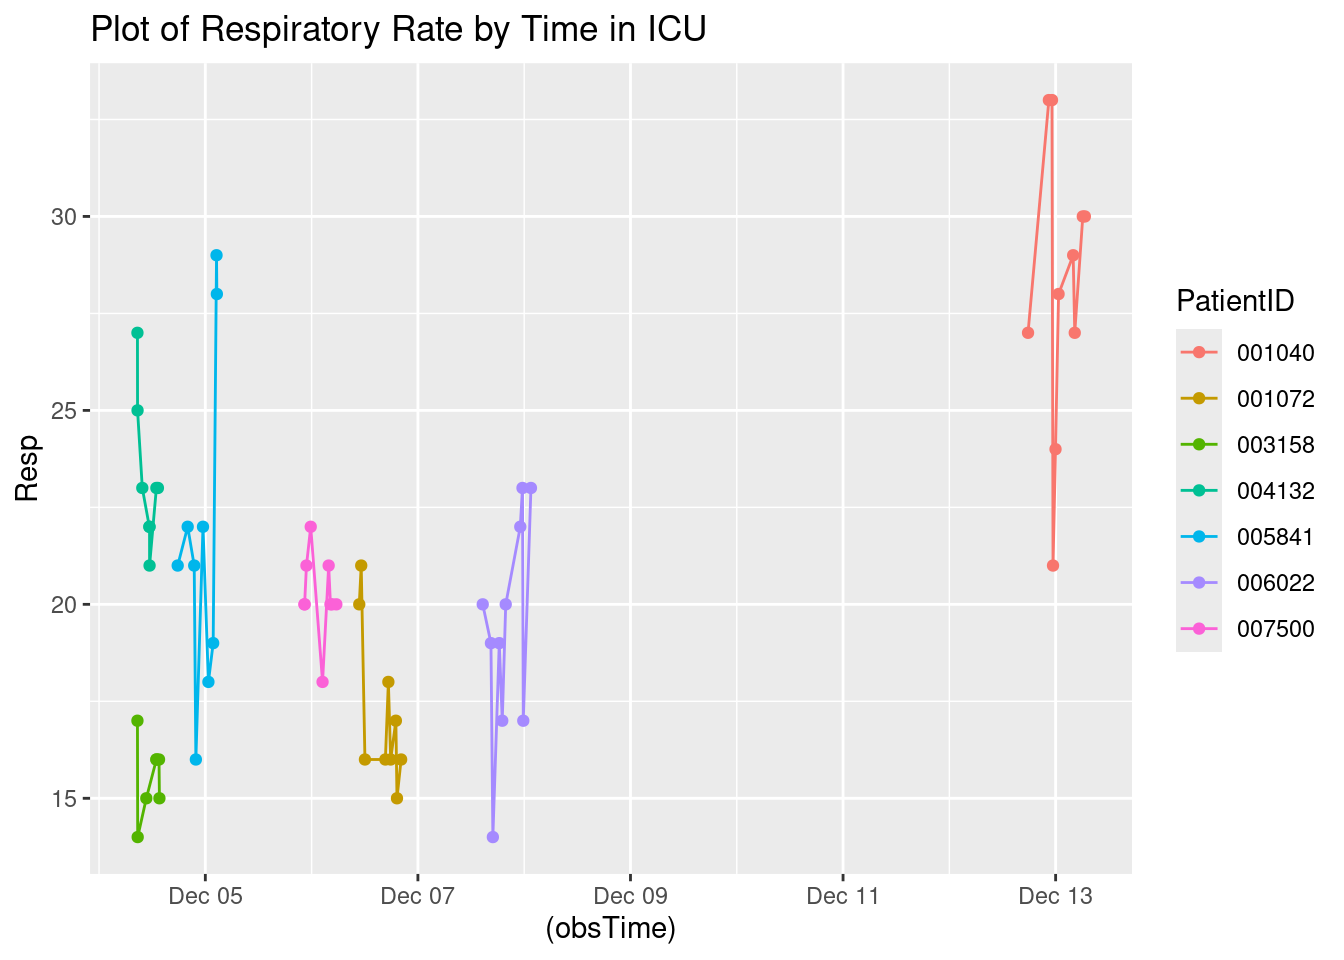 Plot of Respiratory Rate by Time in ICU
30
25
20
15
Resp
Dec 05
Dec 07
Dec 09
Dec 11
Dec 13
(obsTime)
PatientID
001040
001072
003158
004132
005841
006022
007500